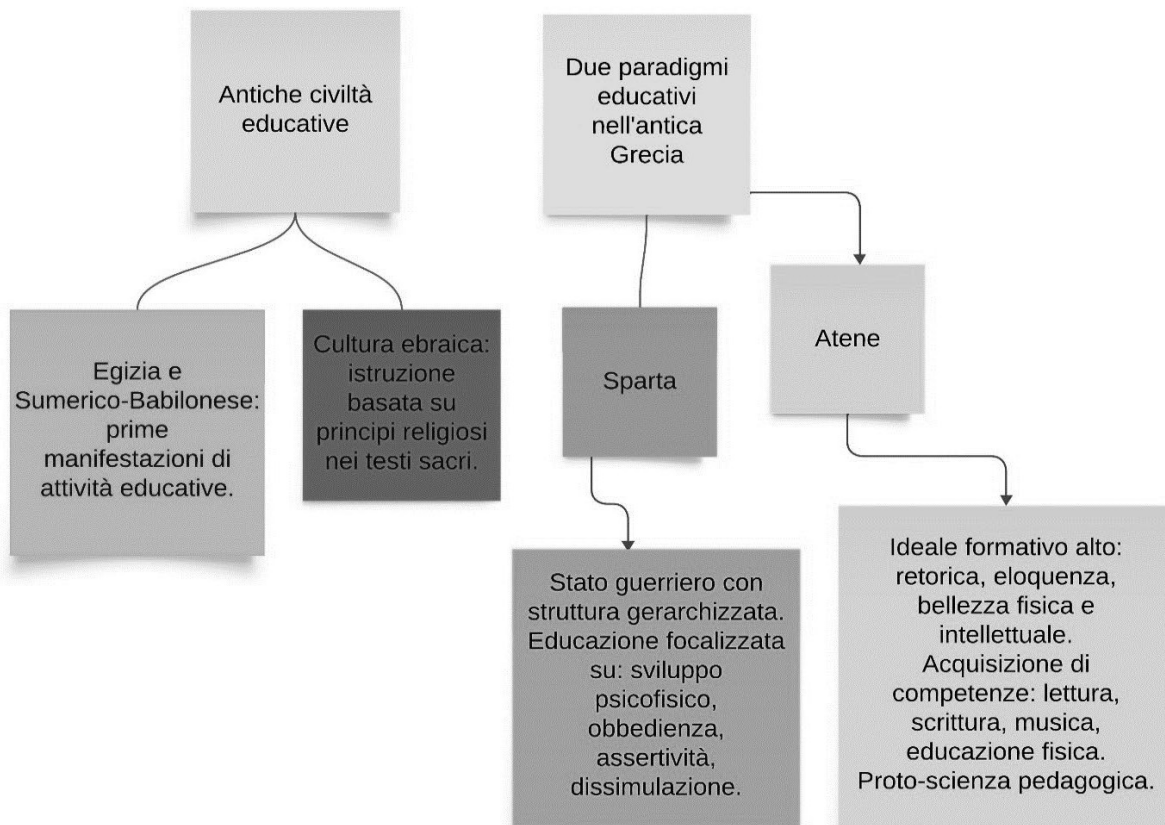 Antiche civiltà
educative
Due paradigmi
educativi
nell'antica
Grecia
Egizia e
Sumerico-Babilonese:
prime
manifestazioni di
attività educative.
Cultura ebraica:
istruzione
basata su
principi religiosi
nei testi sacri.
Sparta
Atene
Stato guerriero con
struttura gerarchizzata.
Educazione focalizzata
su: sviluppo
psicofisico,
obbedienza,
assertività,
dissimulazione.
Ideale formativo alto:
retorica, eloquenza,
bellezza fisica e
intellettuale.
Acquisizione di
competenze: lettura,
scrittura, musica,
educazione fisica.
Proto-scienza pedagogica.